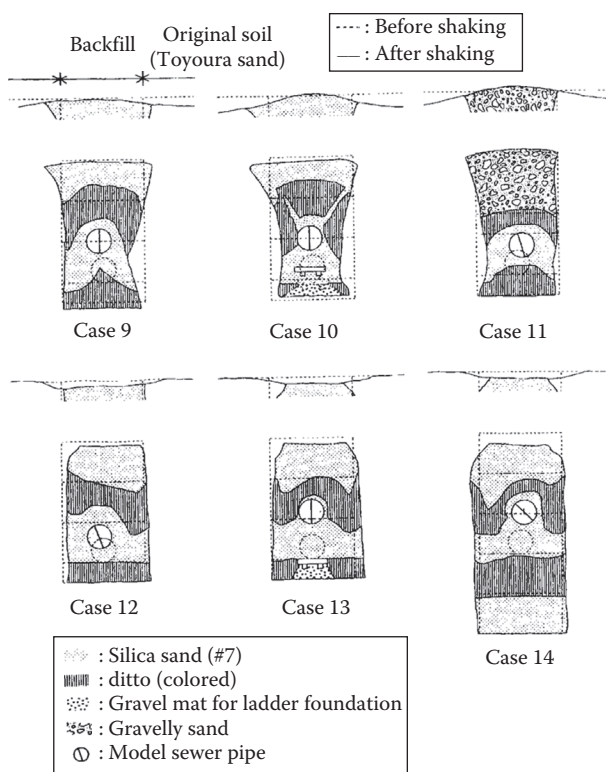 Backfill
Original soil
(Toyoura sand)
: Before shaking
: After shaking
Case 9
Case 10
Case 11
Case 12
Case 13
Case 14
: Silica sand (#7)
: ditto (colored)
: Gravel mat for ladder foundation
: Gravelly sand
: Model sewer pipe